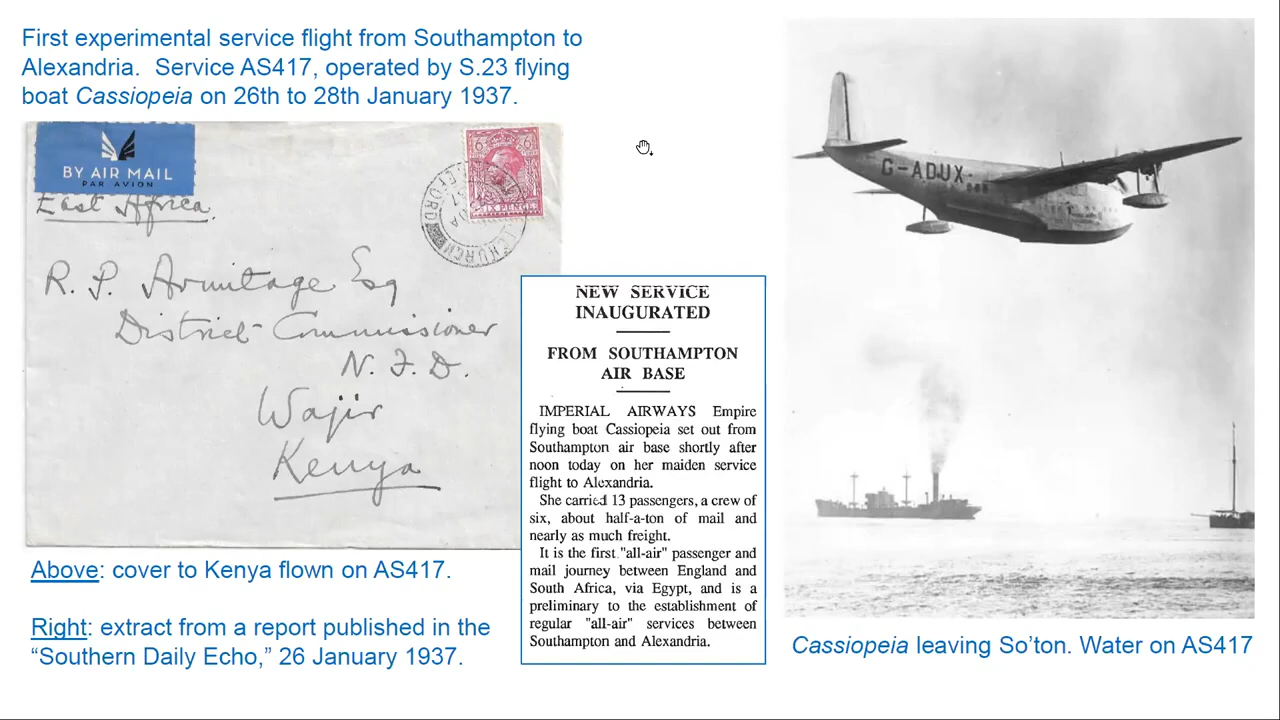 First experimental service flight from Southampton to
Alexandria. Service AS417, operated by S.23 flying
boat Cassiopeia on 26th to 28th January 1937.
BY AIR MAIL
PAR AVION
East Africa
6 6
SIX PENCE
R. P. Armitage Esq
District Commissioner
N. F. D.
Wajir
Kenya
Above: cover to Kenya flown on AS417.
Right: extract from a report published in the
“Southern Daily Echo,” 26 January 1937.
NEW SERVICE
INAUGURATED
FROM SOUTHAMPTON
AIR BASE
IMPERIAL AIRWAYS Empire
flying boat Cassiopeia set out from
Southampton air base shortly after
noon today on her maiden service
flight to Alexandria.
She carried 13 passengers, a crew of
six, about half-a-ton of mail and
nearly as much freight.
It is the first "all-air" passenger and
mail journey between England and
South Africa, via Egypt, and is a
preliminary to the establishment of
regular "all-air" services between
Southampton and Alexandria.
G-ADUX
Cassiopeia leaving So’ton. Water on AS417